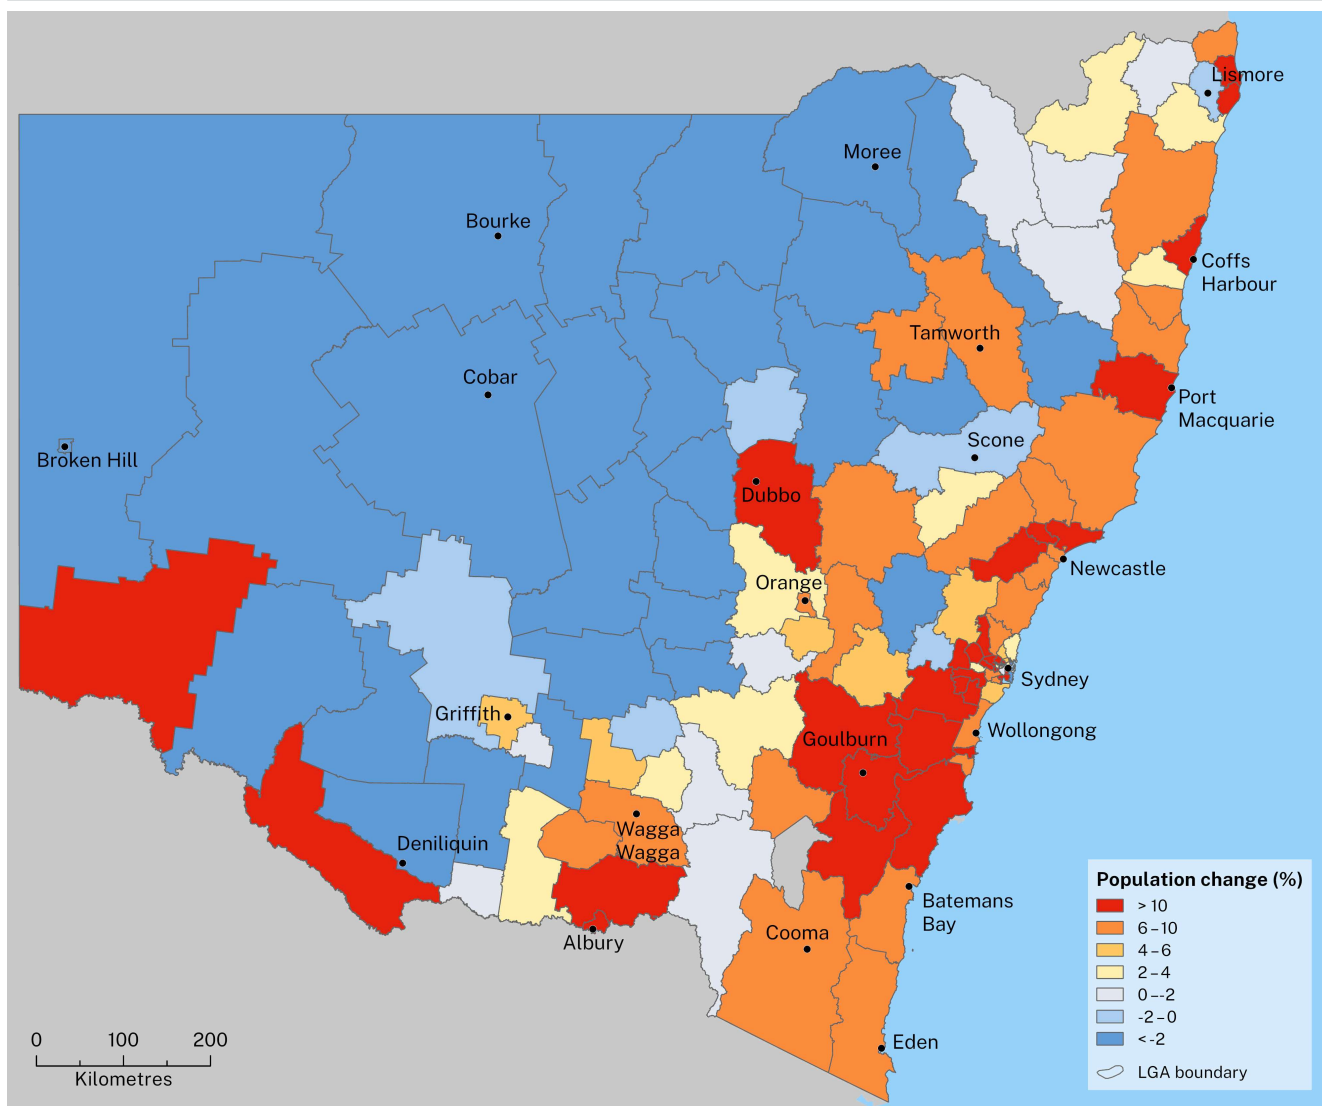 Lismore
Moree
Bourke
Coffs
Harbour
Tamworth
Cobar
Port
Macquarie
Scone
Broken Hill
Dubbo
Newcastle
Orange
Sydney
Griffith
Wollongong
Goulburn
Wagga
Wagga
Deniliquin
Batemans
Bay
Cooma
Albury
Eden
Population change (%)
> 10
6 – 10
4 – 6
2 – 4
0 – -2
-2 – 0
< -2
LGA boundary
0 100 200
Kilometres